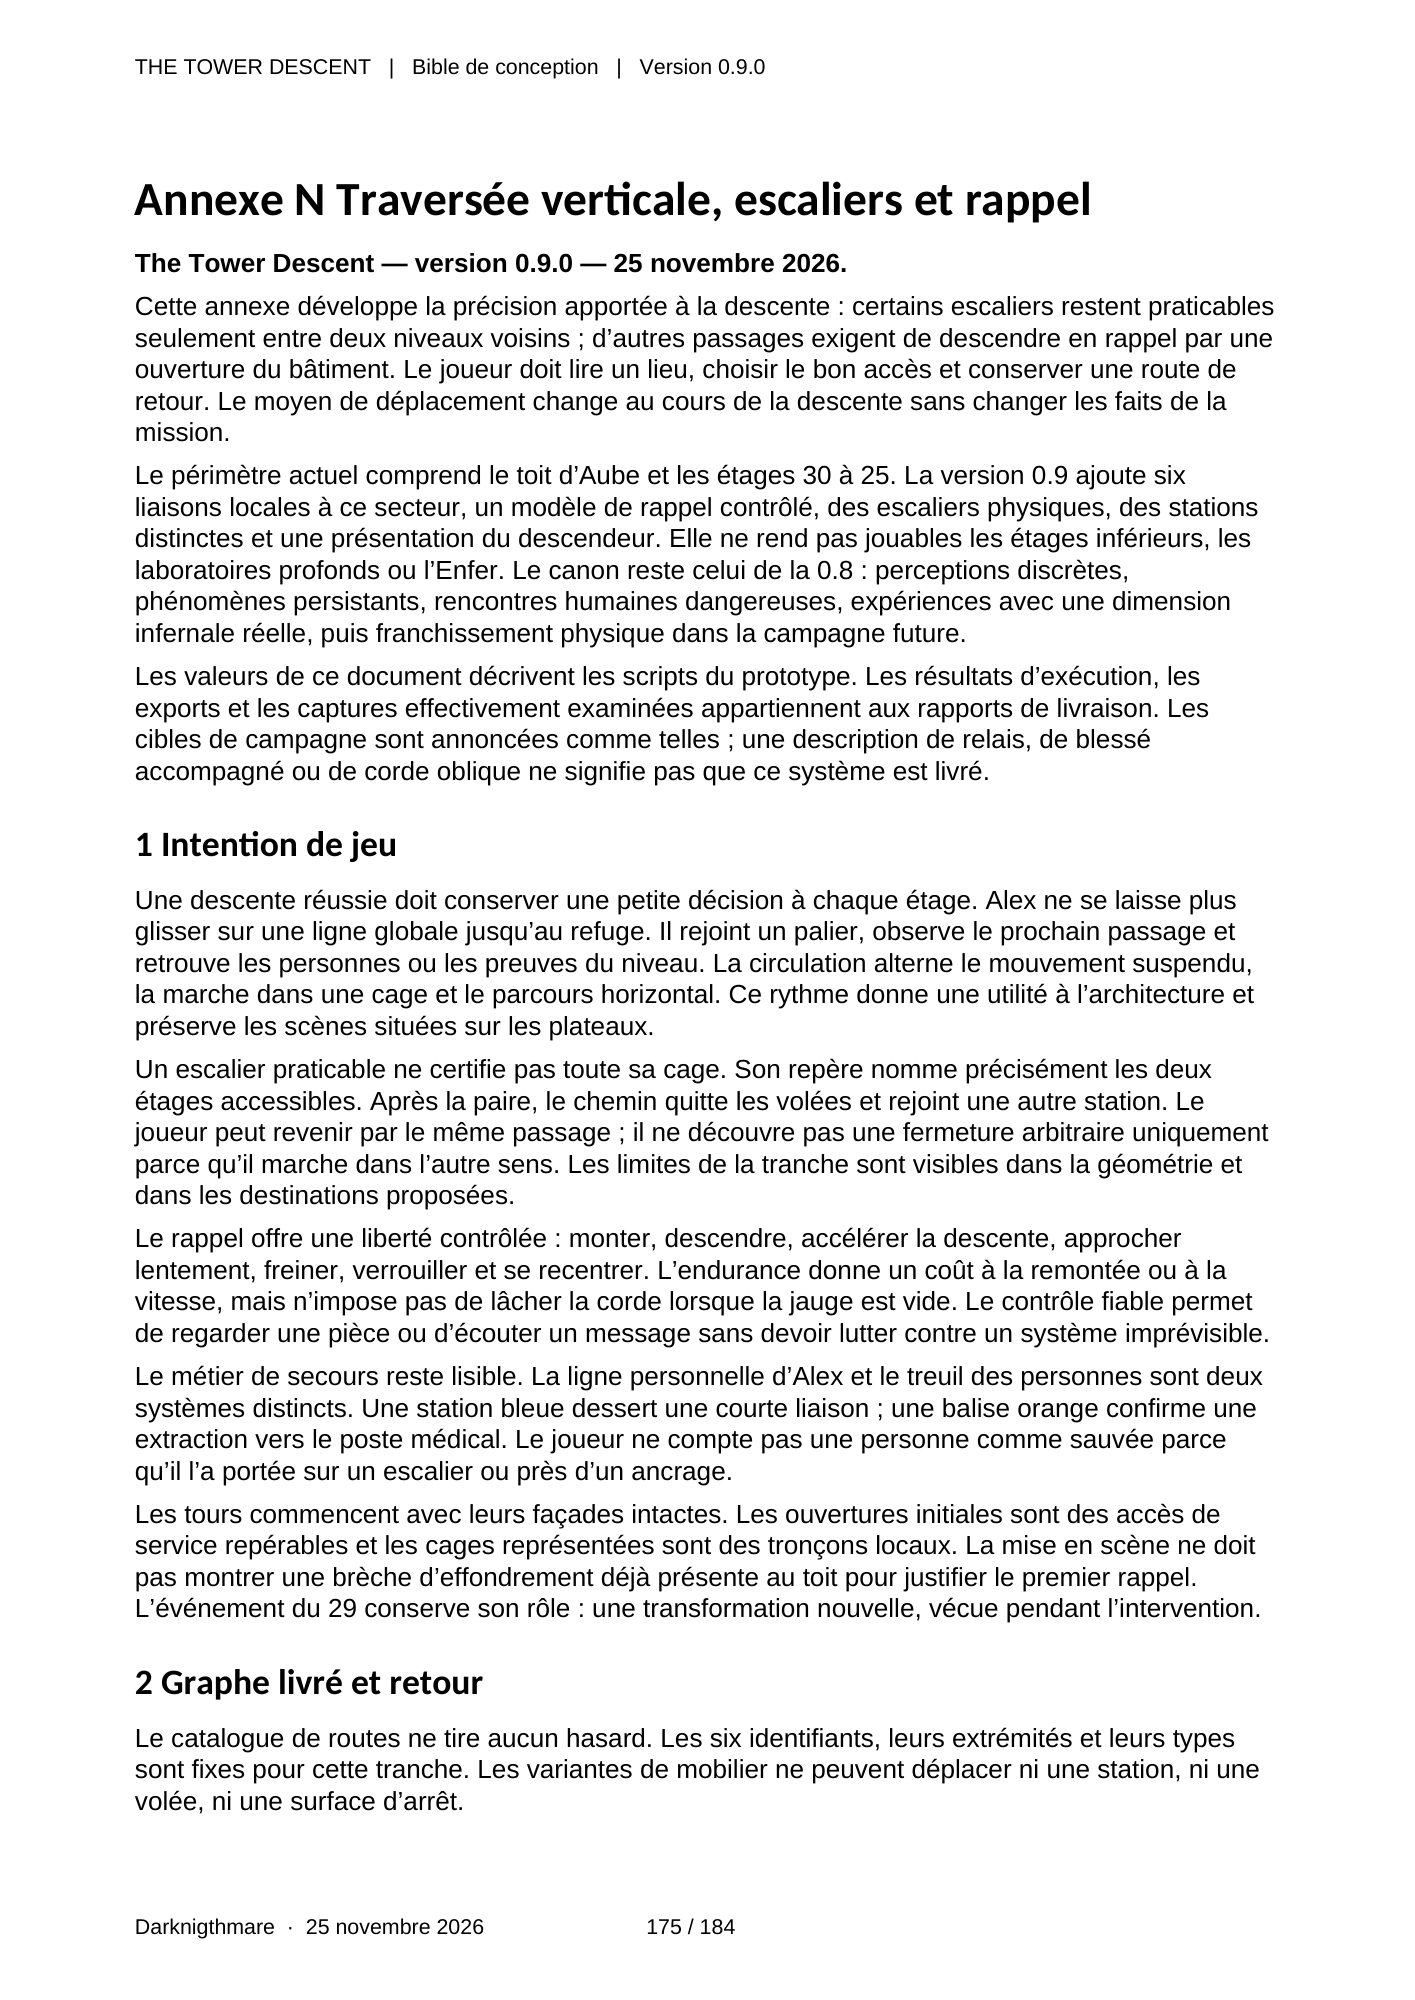 THE TOWER DESCENT | Bible de conception | Version 0.9.0
Annexe N Traversée verticale, escaliers et rappel
The Tower Descent — version 0.9.0 — 25 novembre 2026.
Cette annexe développe la précision apportée à la descente : certains escaliers restent praticables
seulement entre deux niveaux voisins ; d’autres passages exigent de descendre en rappel par une
ouverture du bâtiment. Le joueur doit lire un lieu, choisir le bon accès et conserver une route de
retour. Le moyen de déplacement change au cours de la descente sans changer les faits de la
mission.
Le périmètre actuel comprend le toit d’Aube et les étages 30 à 25. La version 0.9 ajoute six
liaisons locales à ce secteur, un modèle de rappel contrôlé, des escaliers physiques, des stations
distinctes et une présentation du descendeur. Elle ne rend pas jouables les étages inférieurs, les
laboratoires profonds ou l’Enfer. Le canon reste celui de la 0.8 : perceptions discrètes,
phénomènes persistants, rencontres humaines dangereuses, expériences avec une dimension
infernale réelle, puis franchissement physique dans la campagne future.
Les valeurs de ce document décrivent les scripts du prototype. Les résultats d’exécution, les
exports et les captures effectivement examinées appartiennent aux rapports de livraison. Les
cibles de campagne sont annoncées comme telles ; une description de relais, de blessé
accompagné ou de corde oblique ne signifie pas que ce système est livré.
1 Intention de jeu
Une descente réussie doit conserver une petite décision à chaque étage. Alex ne se laisse plus
glisser sur une ligne globale jusqu’au refuge. Il rejoint un palier, observe le prochain passage et
retrouve les personnes ou les preuves du niveau. La circulation alterne le mouvement suspendu,
la marche dans une cage et le parcours horizontal. Ce rythme donne une utilité à l’architecture et
préserve les scènes situées sur les plateaux.
Un escalier praticable ne certifie pas toute sa cage. Son repère nomme précisément les deux
étages accessibles. Après la paire, le chemin quitte les volées et rejoint une autre station. Le
joueur peut revenir par le même passage ; il ne découvre pas une fermeture arbitraire uniquement
parce qu’il marche dans l’autre sens. Les limites de la tranche sont visibles dans la géométrie et
dans les destinations proposées.
Le rappel offre une liberté contrôlée : monter, descendre, accélérer la descente, approcher
lentement, freiner, verrouiller et se recentrer. L’endurance donne un coût à la remontée ou à la
vitesse, mais n’impose pas de lâcher la corde lorsque la jauge est vide. Le contrôle fiable permet
de regarder une pièce ou d’écouter un message sans devoir lutter contre un système imprévisible.
Le métier de secours reste lisible. La ligne personnelle d’Alex et le treuil des personnes sont deux
systèmes distincts. Une station bleue dessert une courte liaison ; une balise orange confirme une
extraction vers le poste médical. Le joueur ne compte pas une personne comme sauvée parce
qu’il l’a portée sur un escalier ou près d’un ancrage.
Les tours commencent avec leurs façades intactes. Les ouvertures initiales sont des accès de
service repérables et les cages représentées sont des tronçons locaux. La mise en scène ne doit
pas montrer une brèche d’effondrement déjà présente au toit pour justifier le premier rappel.
L’événement du 29 conserve son rôle : une transformation nouvelle, vécue pendant l’intervention.
2 Graphe livré et retour
Le catalogue de routes ne tire aucun hasard. Les six identifiants, leurs extrémités et leurs types
sont fixes pour cette tranche. Les variantes de mobilier ne peuvent déplacer ni une station, ni une
volée, ni une surface d’arrêt.
Darknigthmare · 25 novembre 2026 175 / 184